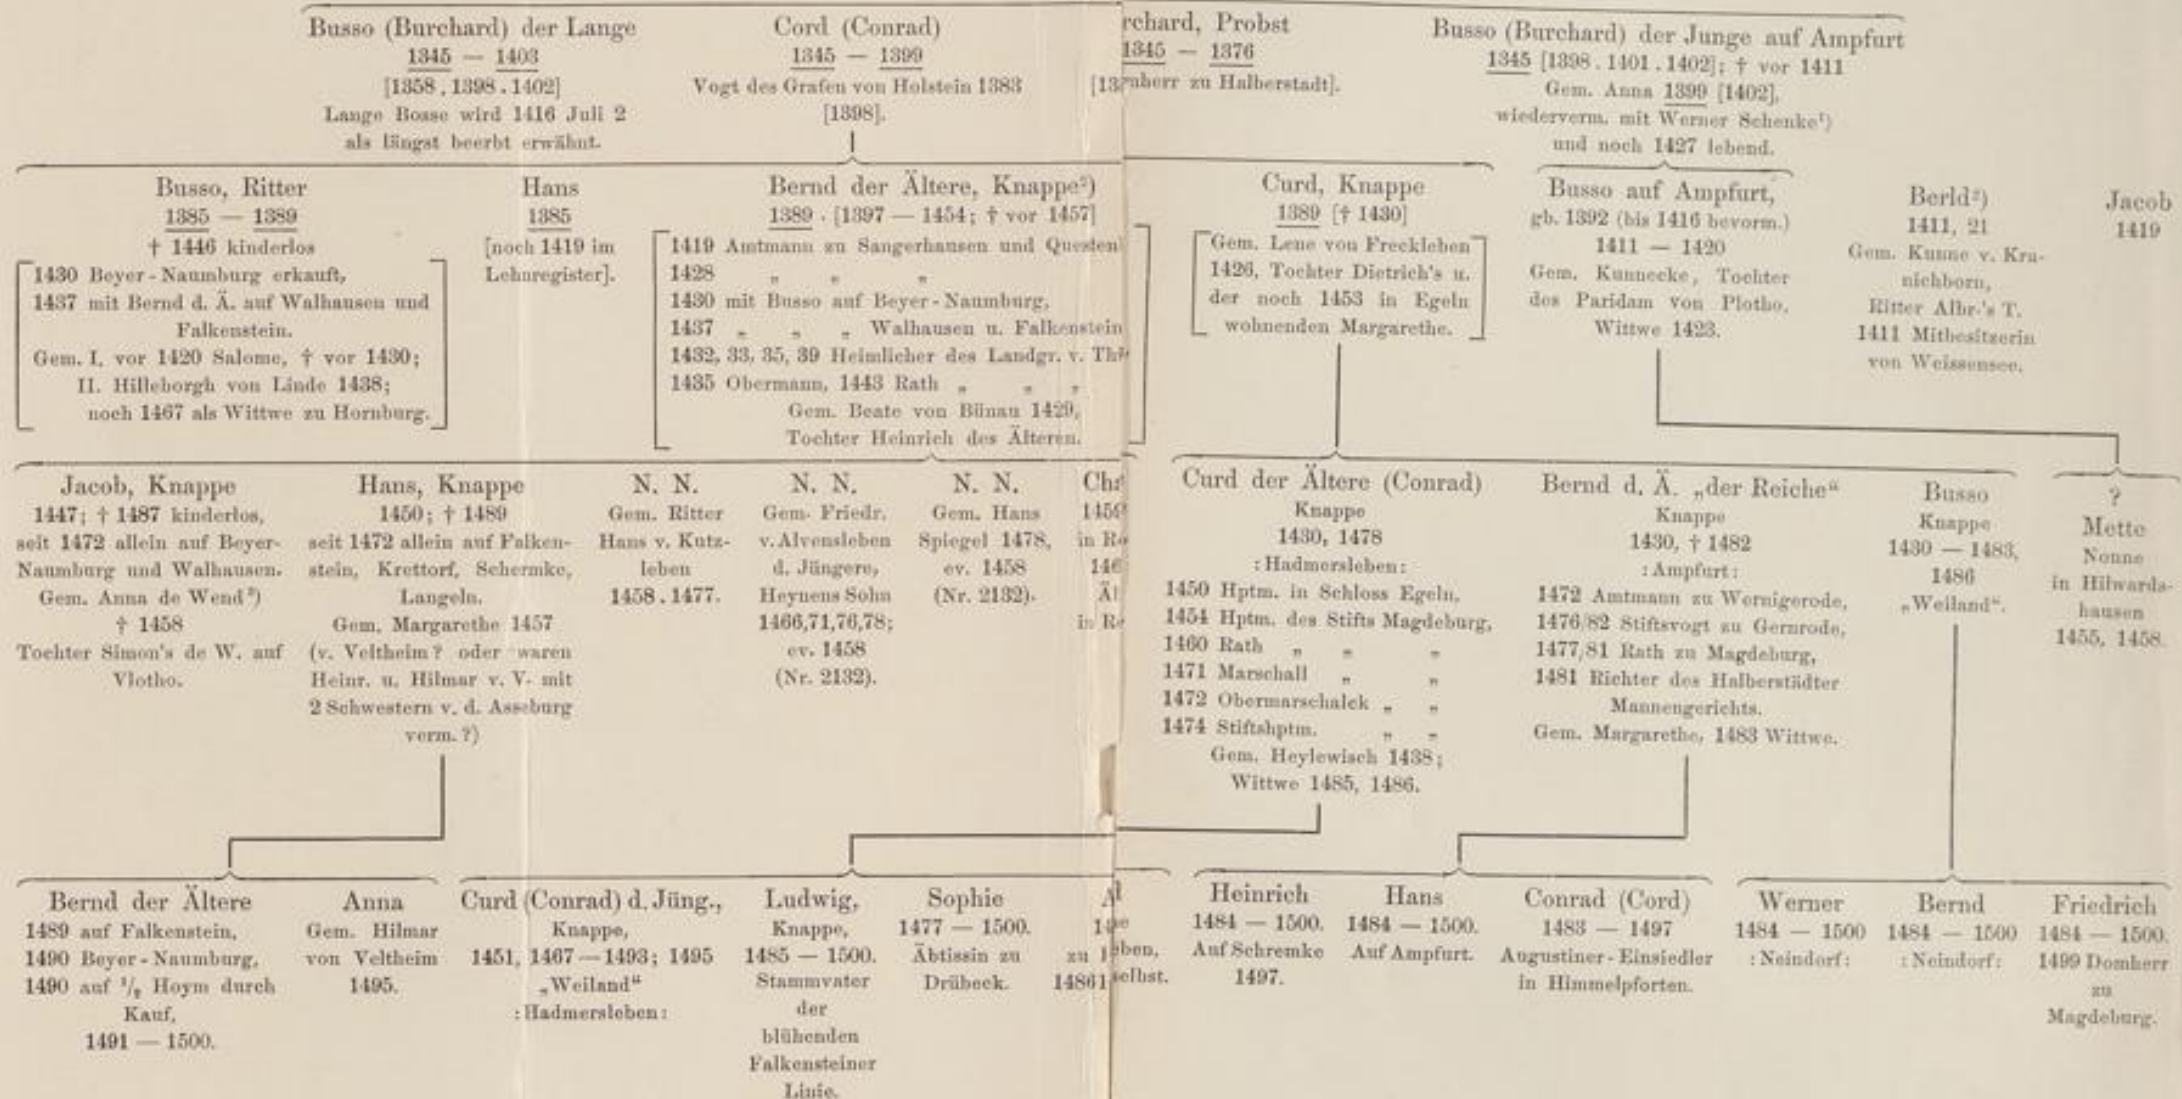 Busso (Burchard) der Lange
1345 — 1403
[1358 . 1398 . 1402]
Lange Bosse wird 1416 Juli 2
als längst beerbt erwähnt.
Cord (Conrad)
1345 — 1399
Vogt des Grafen von Holstein 1383
[1398].
rchard, Probst
1345 — 1376
[13
nherr zu Halberstadt].
Busso (Burchard) der Junge auf Ampfurt
1345 [1398 . 1401 . 1402]; † vor 1411
Gem. Anna 1399 [1402],
wiederverm. mit Werner Schenke¹)
und noch 1427 lebend.
Busso, Ritter
1385 — 1389
† 1446 kinderlos
1430 Beyer-Naumburg erkauft,
1437 mit Bernd d. Ä. auf Walhausen und
Falkenstein.
Gem. I. vor 1420 Salome, † vor 1430;
II. Hilleborgh von Linde 1438;
noch 1467 als Wittwe zu Hornburg.
Hans
1385
[noch 1419 im
Lehnregister].
Bernd der Ältere, Knappe²)
1389 . [1397 — 1454; † vor 1457]
1419 Amtmann zu Sangerhausen und Questen
1428 „ „ „
1430 mit Busso auf Beyer-Naumburg,
1437 „ „ „ Walhausen u. Falkenstein
1432, 33, 35, 39 Heimlicher des Landgr. v. Th
1435 Obermann, 1443 Rath „ „ „
Gem. Beate von Bünau 1429,
Tochter Heinrich des Älteren.
Curd, Knappe
1389 [† 1430]
Gem. Lene von Freckleben
1426, Tochter Dietrich's u.
der noch 1453 in Egeln
wohnenden Margarethe.
Busso auf Ampfurt,
gb. 1392 (bis 1416 bevorm.)
1411 — 1420
Gem. Kunnecke, Tochter
des Paridam von Plotho,
Wittwe 1423.
Berld²)
1411, 21
Gem. Kunne v. Kra-
nichborn,
Ritter Albr.'s T.
1411 Mitbesitzerin
von Weissensee.
Jacob
1419
Jacob, Knappe
1447; † 1487 kinderlos,
seit 1472 allein auf Beyer-
Naumburg und Walhausen.
Gem. Anna de Wend³)
† 1458
Tochter Simon's de W. auf
Vlotho.
Hans, Knappe
1450; † 1489
seit 1472 allein auf Falken-
stein, Krettorf, Schermke,
Langeln.
Gem. Margarethe 1457
(v. Veltheim? oder waren
Heinr. u. Hilmar v. V. mit
2 Schwestern v. d. Asseburg
verm.?)
N. N.
Gem. Ritter
Hans v. Kutz-
leben
1458 . 1477.
N. N.
Gem. Friedr.
v. Alvensleben
d. Jüngere,
Heynens Sohn
1466,71,76,78;
ev. 1458
(Nr. 2132).
N. N.
Gem. Hans
Spiegel 1478,
ev. 1458
(Nr. 2132).
Ch
145
in R
146
Ä
in R
Curd der Ältere (Conrad)
Knappe
1430, 1478
:Hadmersleben:
1450 Hptm. in Schloss Egeln,
1454 Hptm. des Stifts Magdeburg,
1460 Rath „ „ „
1471 Marschall „ „
1472 Obermarschalck „ „
1474 Stiftshptm. „ „
Gem. Heylewisch 1438;
Wittwe 1485, 1486.
Bernd d. Ä. „der Reiche“
Knappe
1430, † 1482
:Ampfurt:
1472 Amtmann zu Wernigerode,
1476/82 Stiftsvogt zu Gernrode,
1477/81 Rath zu Magdeburg,
1481 Richter des Halberstädter
Mannengerichts.
Gem. Margarethe, 1483 Wittwe.
Busso
Knappe
1430 — 1483,
1486
„Weiland“.
?
Mette
Nonne
in Hilwards-
hausen
1455, 1458.
Bernd der Ältere
1489 auf Falkenstein,
1490 Beyer-Naumburg,
1490 auf ½ Hoym durch
Kauf,
1491 — 1500.
Anna
Gem. Hilmar
von Veltheim
1495.
Curd (Conrad) d. Jüng.,
Knappe,
1451, 1467 — 1493; 1495
„Weiland“
:Hadmersleben:
Ludwig,
Knappe,
1485 — 1500.
Stammvater
der
blühenden
Falkensteiner
Linie.
Sophie
1477 — 1500.
Äbtissin zu
Drübeck.
A
zu
eben,
1486
selbst.
Heinrich
1484 — 1500.
Auf Schremke
1497.
Hans
1484 — 1500.
Auf Ampfurt.
Conrad (Cord)
1483 — 1497
Augustiner-Einsiedler
in Himmelpforten.
Werner
1484 — 1500
:Neindorf:
Bernd
1484 — 1500
:Neindorf:
Friedrich
1484 — 1500.
1499 Domherr
zu
Magdeburg.